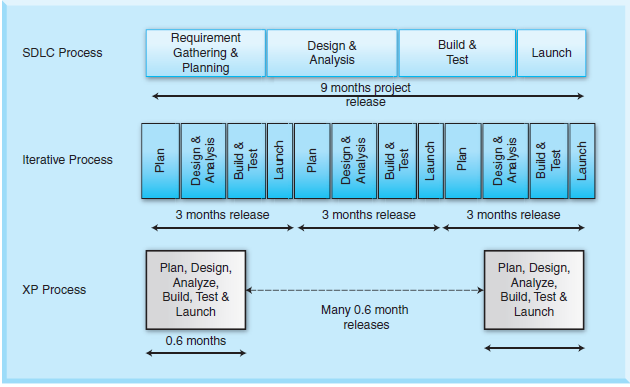 SDLC Process
Requirement
Gathering &
Planning
Design &
Analysis
Build &
Test
Launch
9 months project
release
Iterative Process
Plan
Design &
Analysis
Build &
Test
Launch
Plan
Design &
Analysis
Build &
Test
Launch
Plan
Design &
Analysis
Build &
Test
Launch
3 months release
3 months release
3 months release
XP Process
Plan, Design,
Analyze,
Build, Test &
Launch
Many 0.6 month
releases
Plan, Design,
Analyze,
Build, Test &
Launch
0.6 months